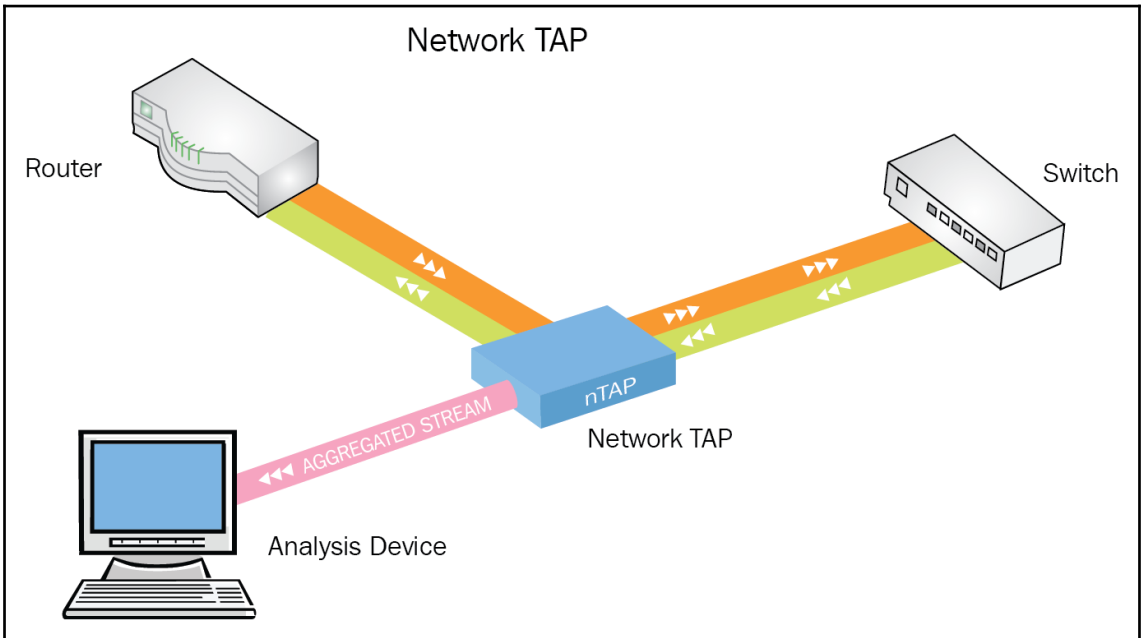 Network TAP
Router
Switch
nTAP
Network TAP
AGGREGATED STREAM
Analysis Device